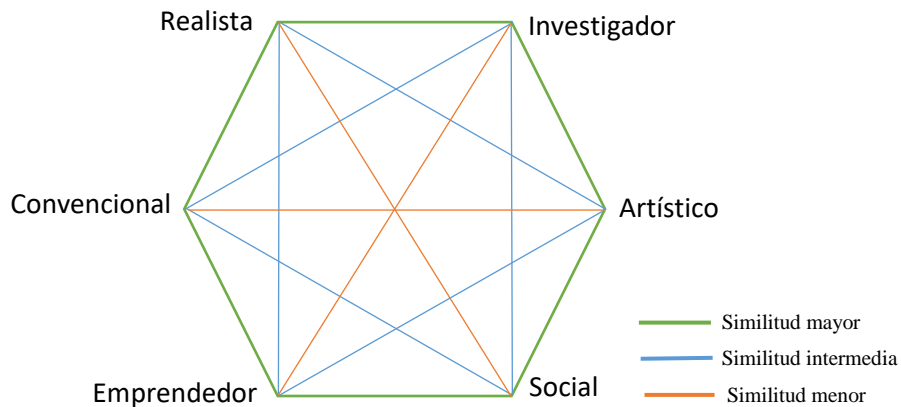 Realista
Investigador
Convencional
Artístico
Emprendedor
Social
Similitud mayor
Similitud intermedia
Similitud menor